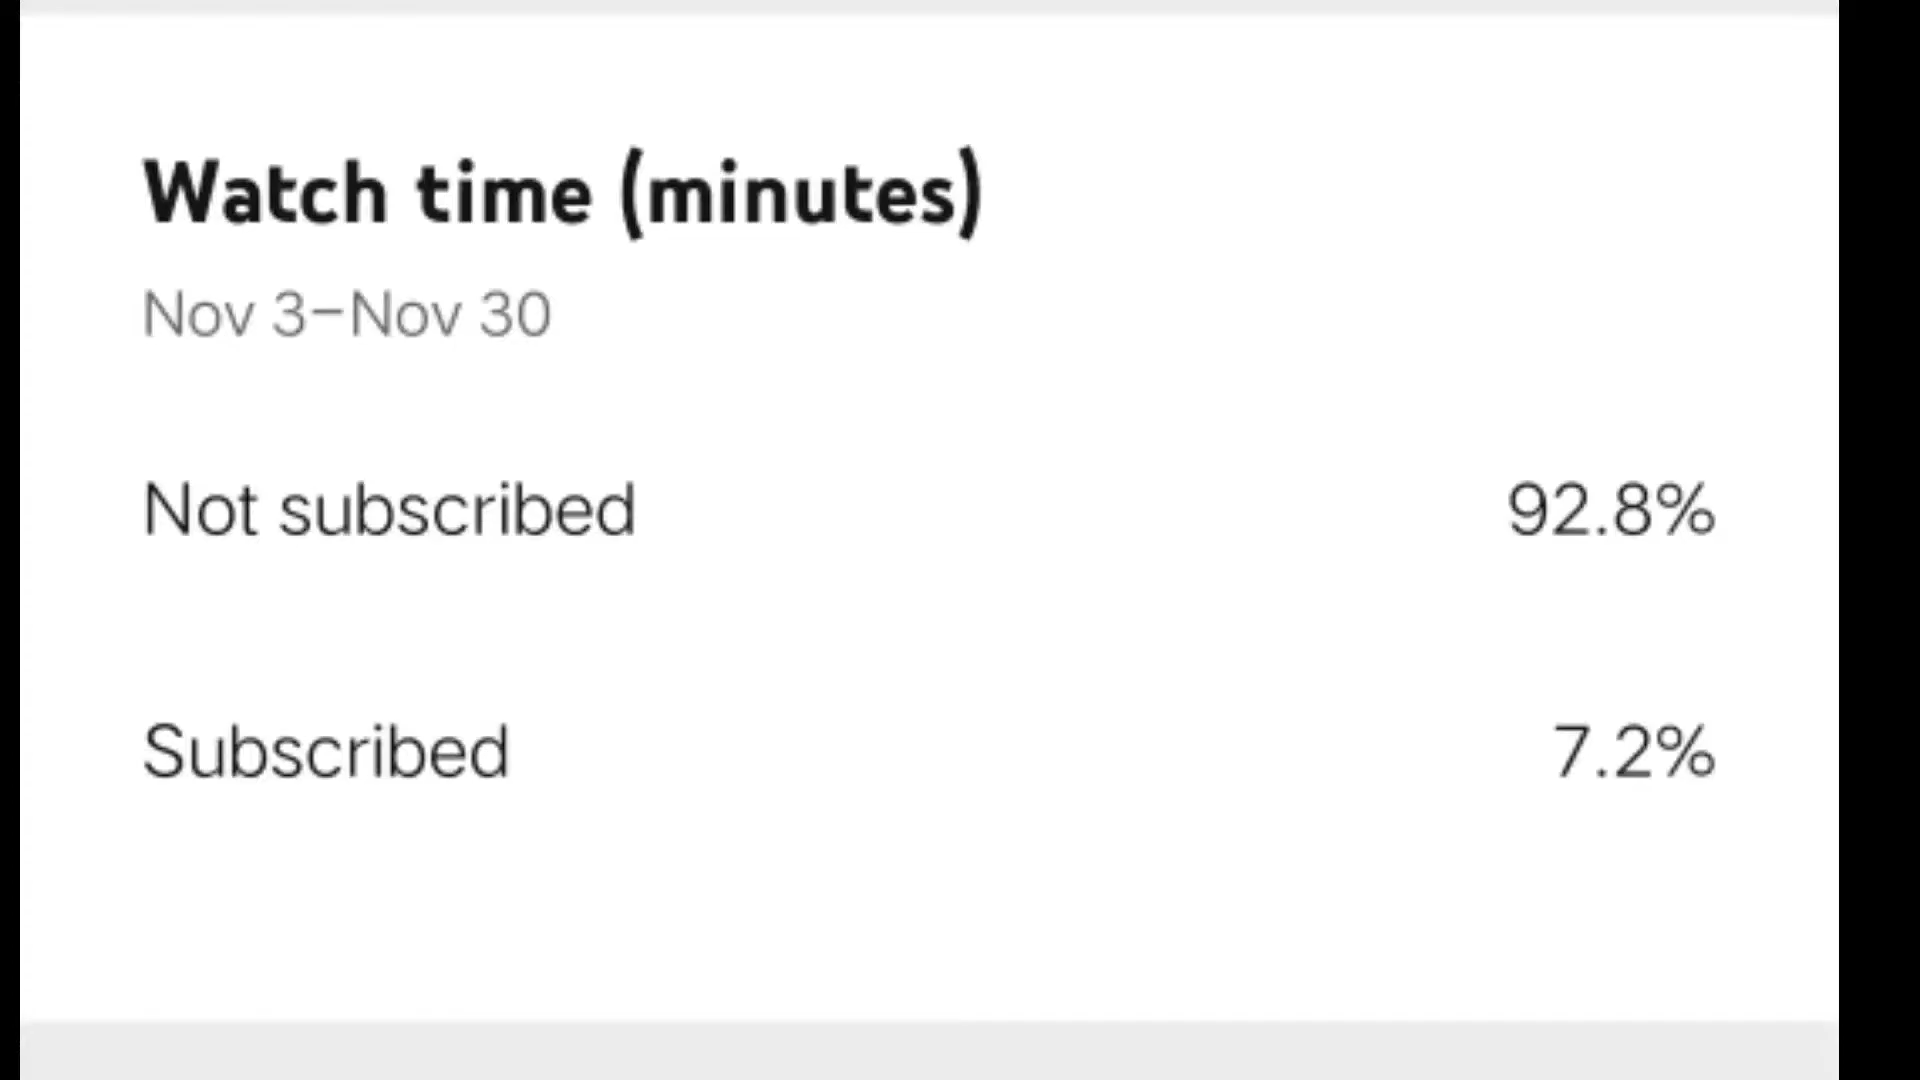 Watch time (minutes)
Nov 3–Nov 30
Not subscribed 92.8%
Subscribed 7.2%